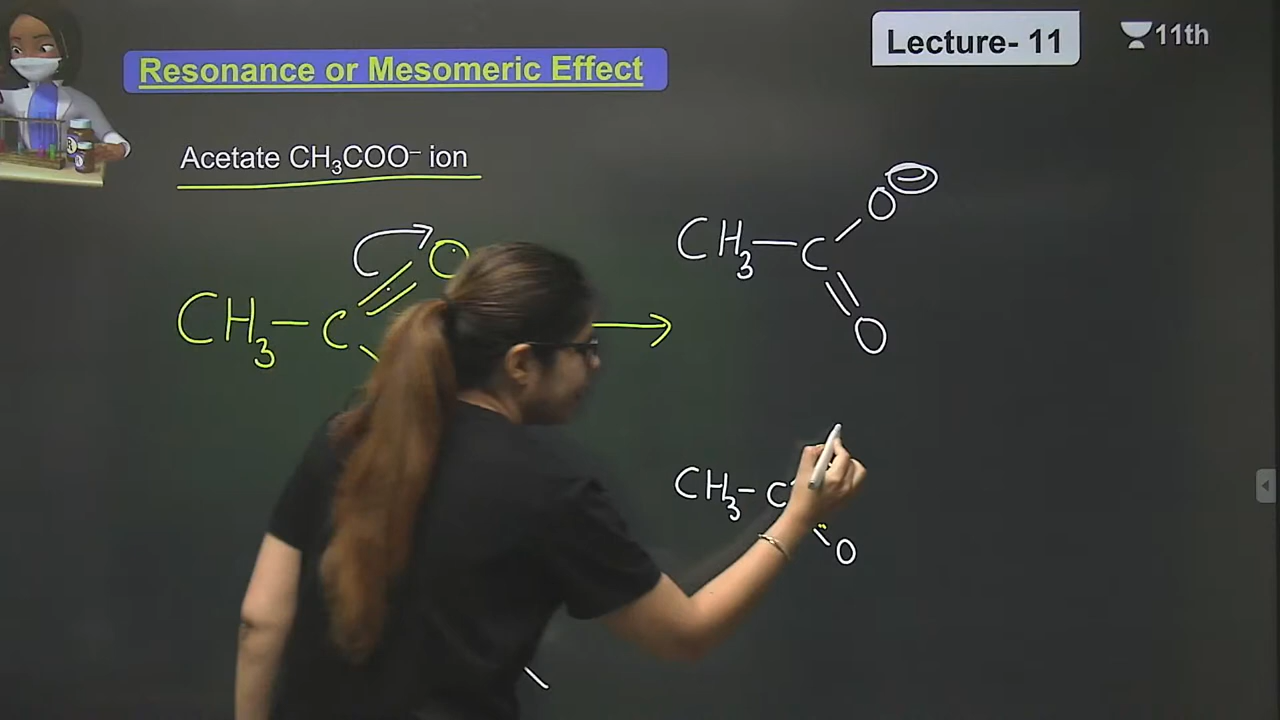 Lecture- 11
11th
Resonance or Mesomeric Effect
Acetate CH₃COO⁻ ion
CH₃ C O
CH₃ C O⊖
O
CH₃ C
O